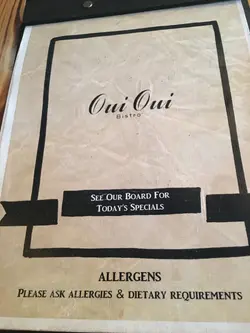 Oui Oui
Bistro
See Our Board For
Today's Specials
ALLERGENS
Please ask allergies & dietary requirements